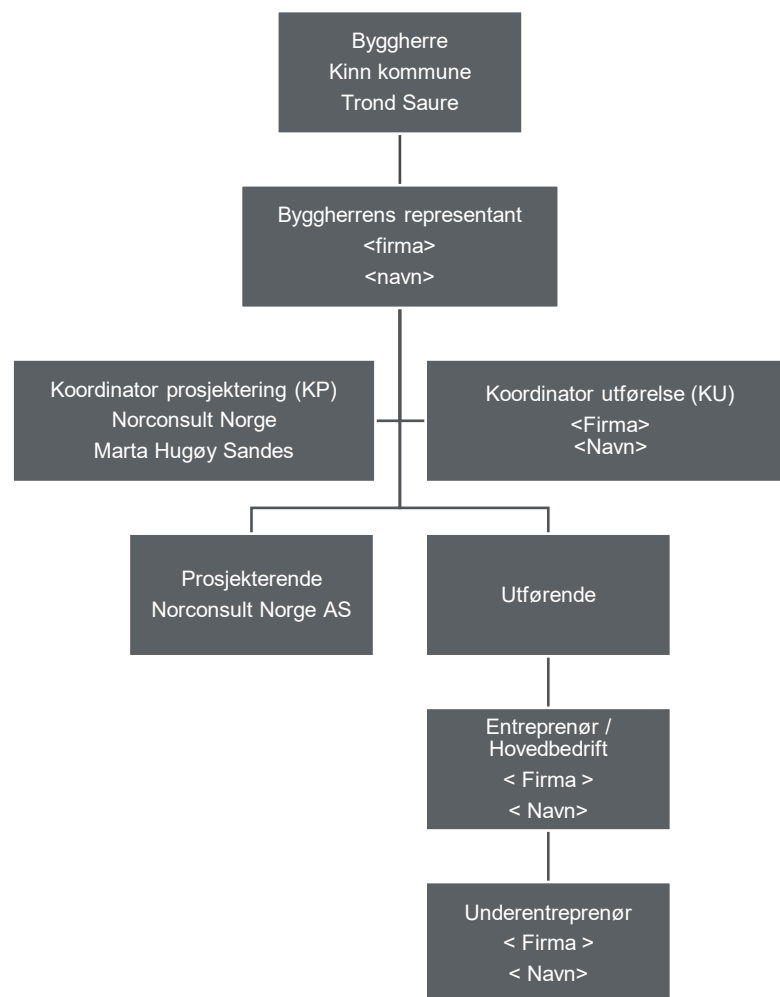 Byggherre
Kinn kommune
Trond Saure
Byggherrens representant
<firma>
<navn>
Koordinator prosjektering (KP)
Norconsult Norge
Marta Hugøy Sandes
Koordinator utførelse (KU)
<Firma>
<Navn>
Prosjekterende
Norconsult Norge AS
Utførende
Entreprenør /
Hovedbedrift
< Firma >
< Navn>
Underentreprenør
< Firma >
< Navn>